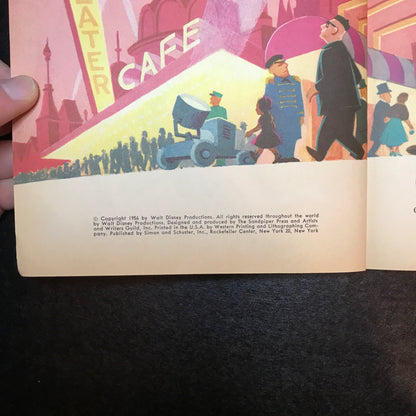 EATER
CAFE
© Copyright 1956 by Walt Disney Productions. All rights reserved throughout the world
by Walt Disney Productions. Designed and produced by The Sandpiper Press and Artists
and Writers Guild, Inc. Printed in the U.S.A. by Western Printing and Lithographing Com-
pany. Published by Simon and Schuster, Inc., Rockefeller Center, New York 20, New York